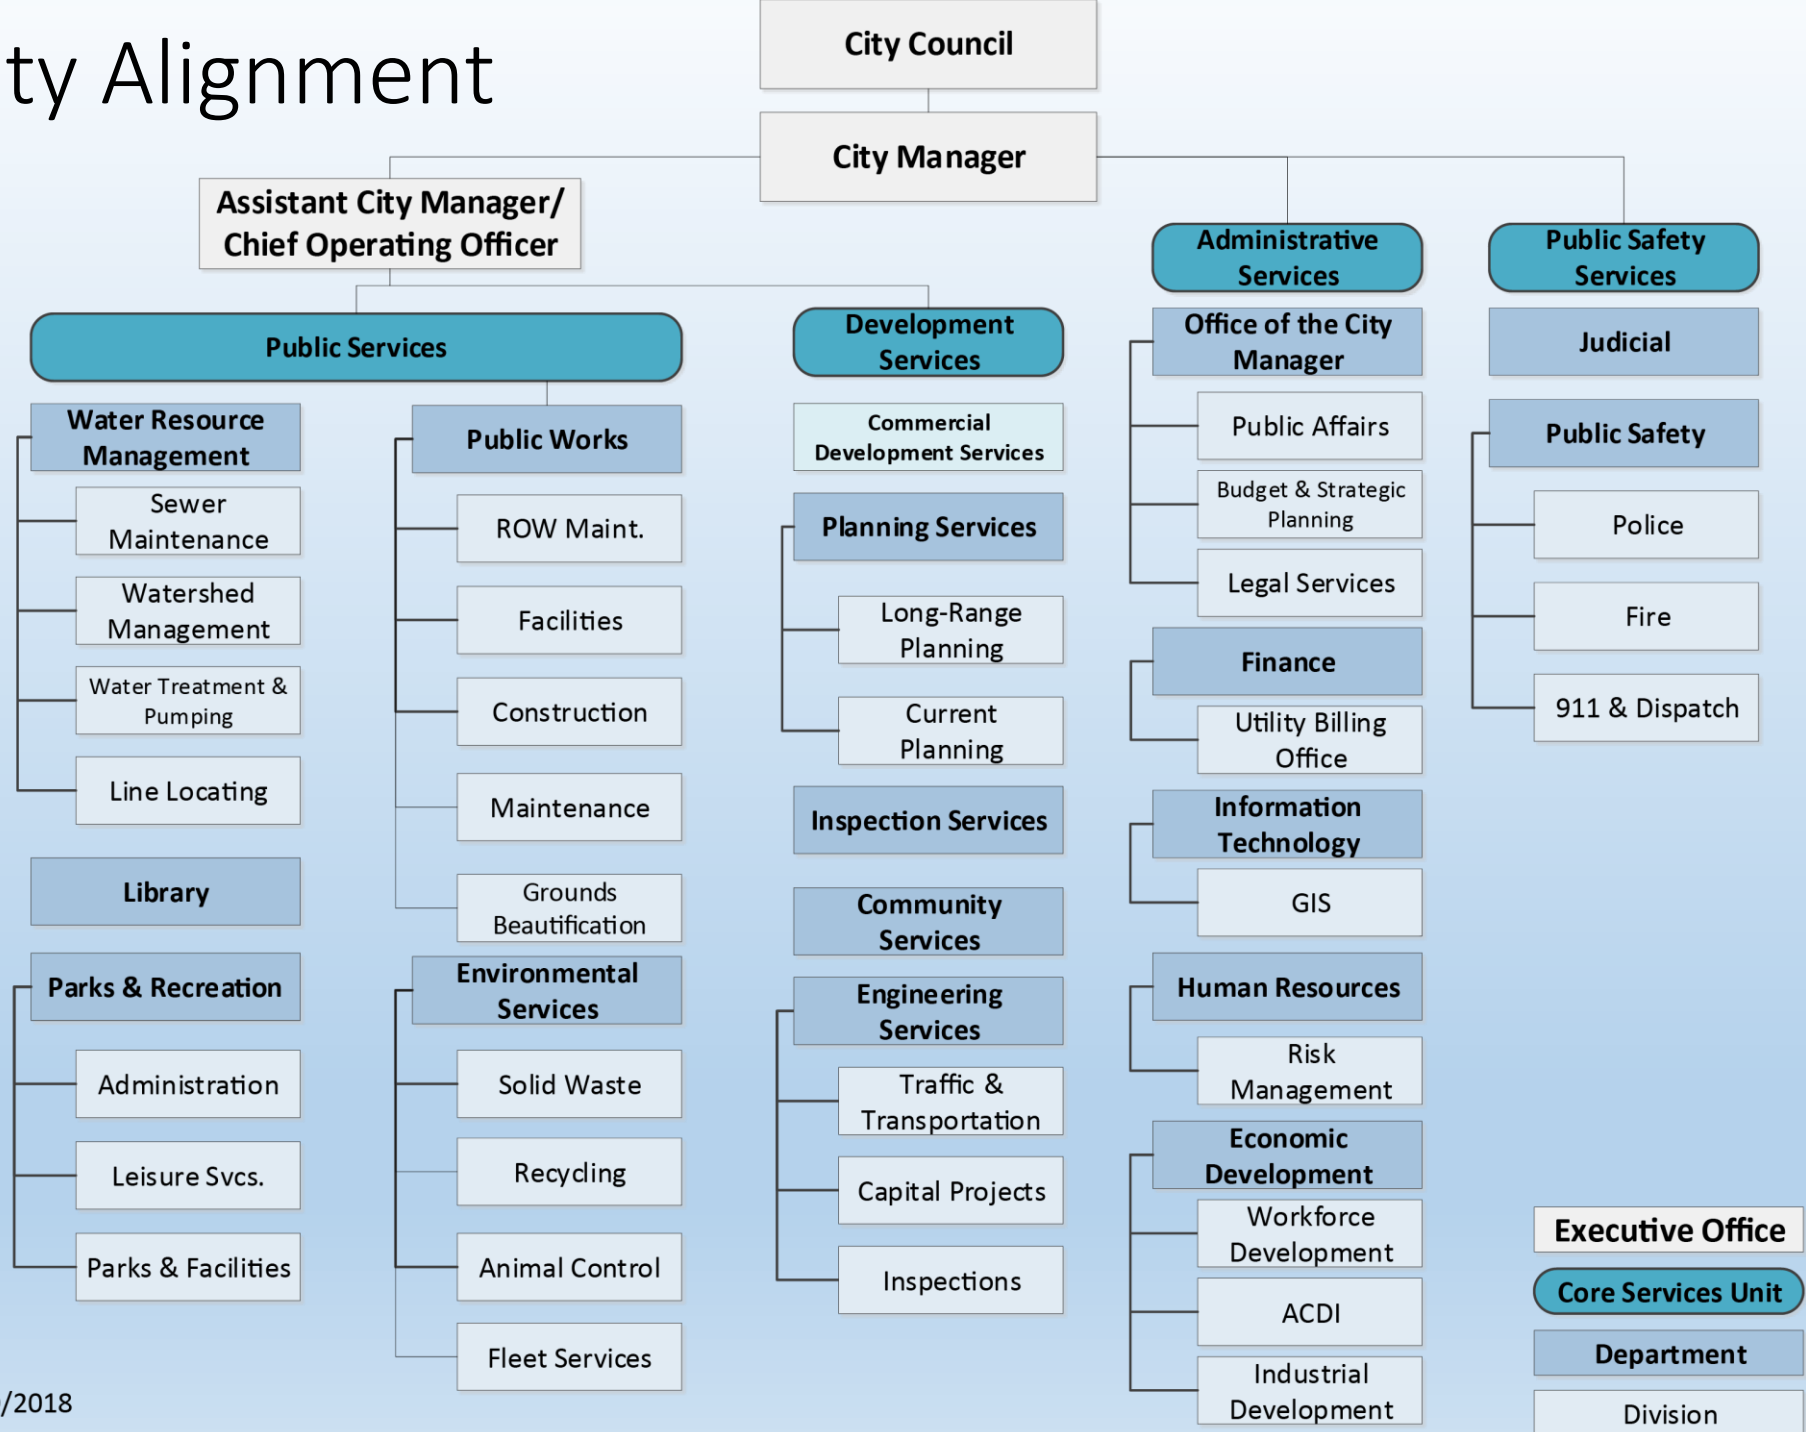 ty Alignment
City Council
City Manager
Assistant City Manager/
Chief Operating Officer
Public Services
Water Resource
Management
Sewer
Maintenance
Watershed
Management
Water Treatment &
Pumping
Line Locating
Library
Parks & Recreation
Administration
Leisure Svcs.
Parks & Facilities
Public Works
ROW Maint.
Facilities
Construction
Maintenance
Grounds
Beautification
Environmental
Services
Solid Waste
Recycling
Animal Control
Fleet Services
Development
Services
Commercial
Development Services
Planning Services
Long-Range
Planning
Current
Planning
Inspection Services
Community
Services
Engineering
Services
Traffic &
Transportation
Capital Projects
Inspections
Administrative
Services
Office of the City
Manager
Public Affairs
Budget & Strategic
Planning
Legal Services
Finance
Utility Billing
Office
Information
Technology
GIS
Human Resources
Risk
Management
Economic
Development
Workforce
Development
ACDI
Industrial
Development
Public Safety
Services
Judicial
Public Safety
Police
Fire
911 & Dispatch
Executive Office
Core Services Unit
Department
Division
/2018